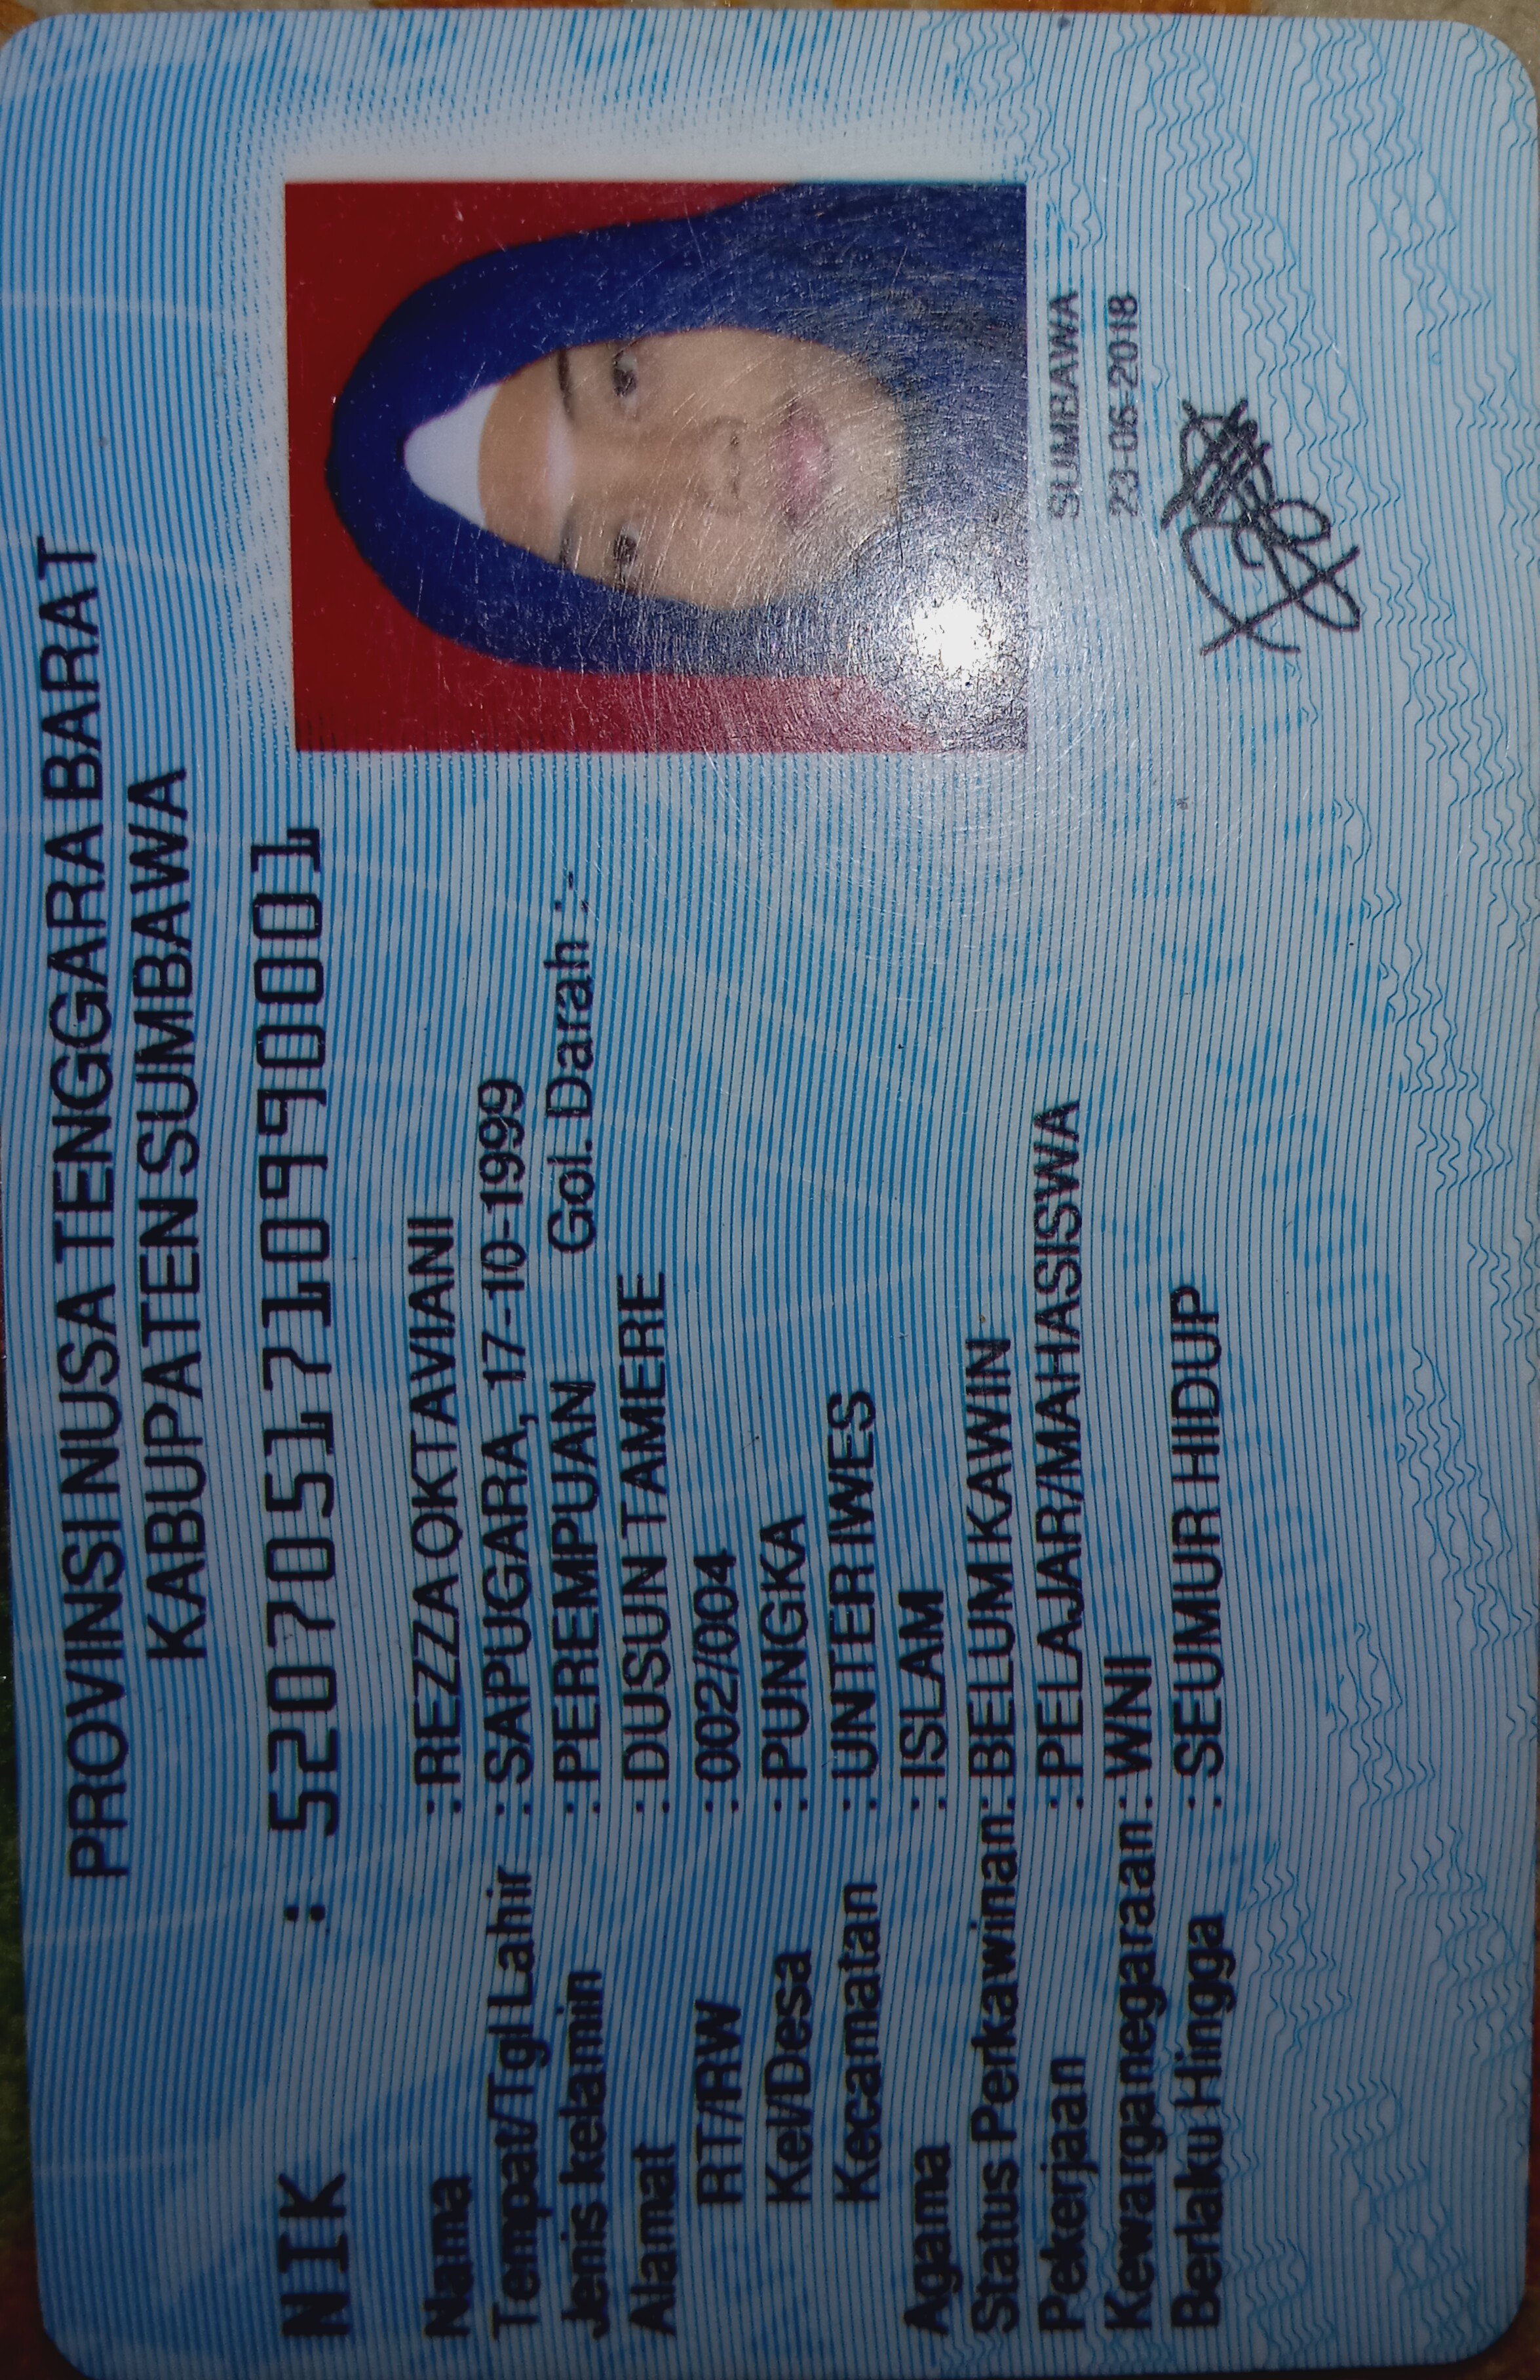 PROVINSI NUSA TENGGARA BARAT
KABUPATEN SUMBAWA
NIK : 5207051710990001
Nama : REZZA OKTAVIANI
Tempat/Tgl Lahir : SAPUGARA, 17-10-1999
Jenis kelamin : PEREMPUAN Gol. Darah :-
Alamat : DUSUN TAMERE
RT/RW : 002/004
Kel/Desa : PUNGKA
Kecamatan : UNTER IWES
Agama : ISLAM
Status Perkawinan: BELUM KAWIN
Pekerjaan : PELAJAR/MAHASISWA
Kewarganegaraan : WNI
Berlaku Hingga : SEUMUR HIDUP
SUMBAWA
23-06-2018